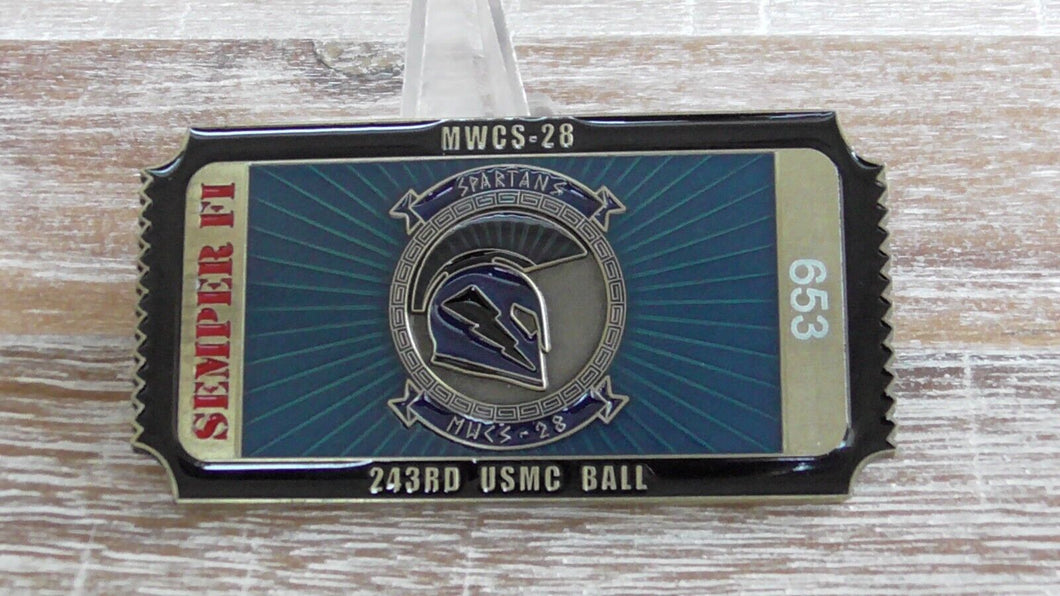 MWCS-28
SEMPER FI
SPARTANS
MWCS-28
653
243RD USMC BALL